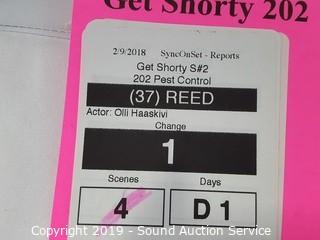 Get Shorty 202
2/9/2018 SyncOnSet - Reports
Get Shorty S#2
202 Pest Control
(37) REED
Actor: Olli Haaskivi
Change
1
Scenes Days
4 D 1
Copyright 2019 - Sound Auction Service